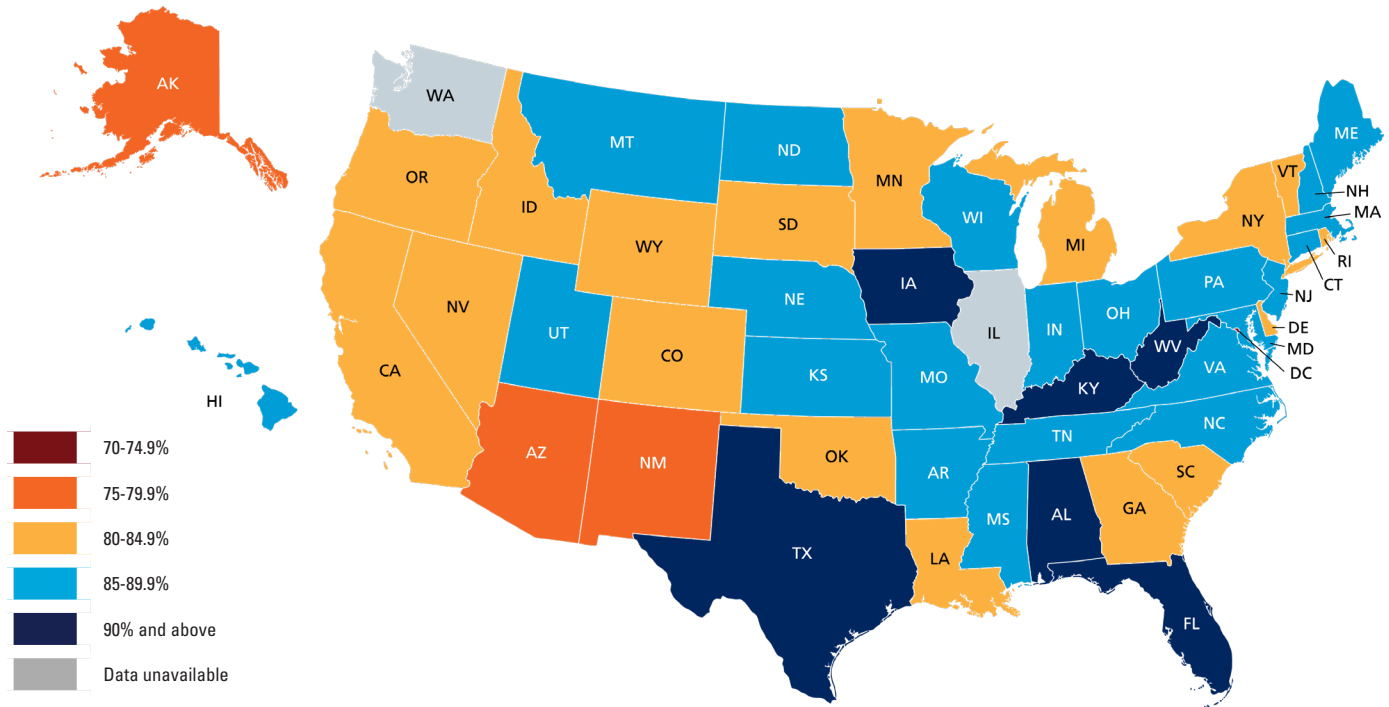 AK
WA
MT
ND
MN
ME
VT
NH
OR
ID
WY
SD
WI
MI
NY
MA
RI
CT
NV
UT
CO
NE
IA
IL
IN
OH
PA
NJ
DE
MD
DC
CA
KS
MO
KY
WV
VA
HI
AZ
NM
OK
AR
TN
NC
SC
TX
LA
MS
AL
GA
FL
70-74.9%
75-79.9%
80-84.9%
85-89.9%
90% and above
Data unavailable